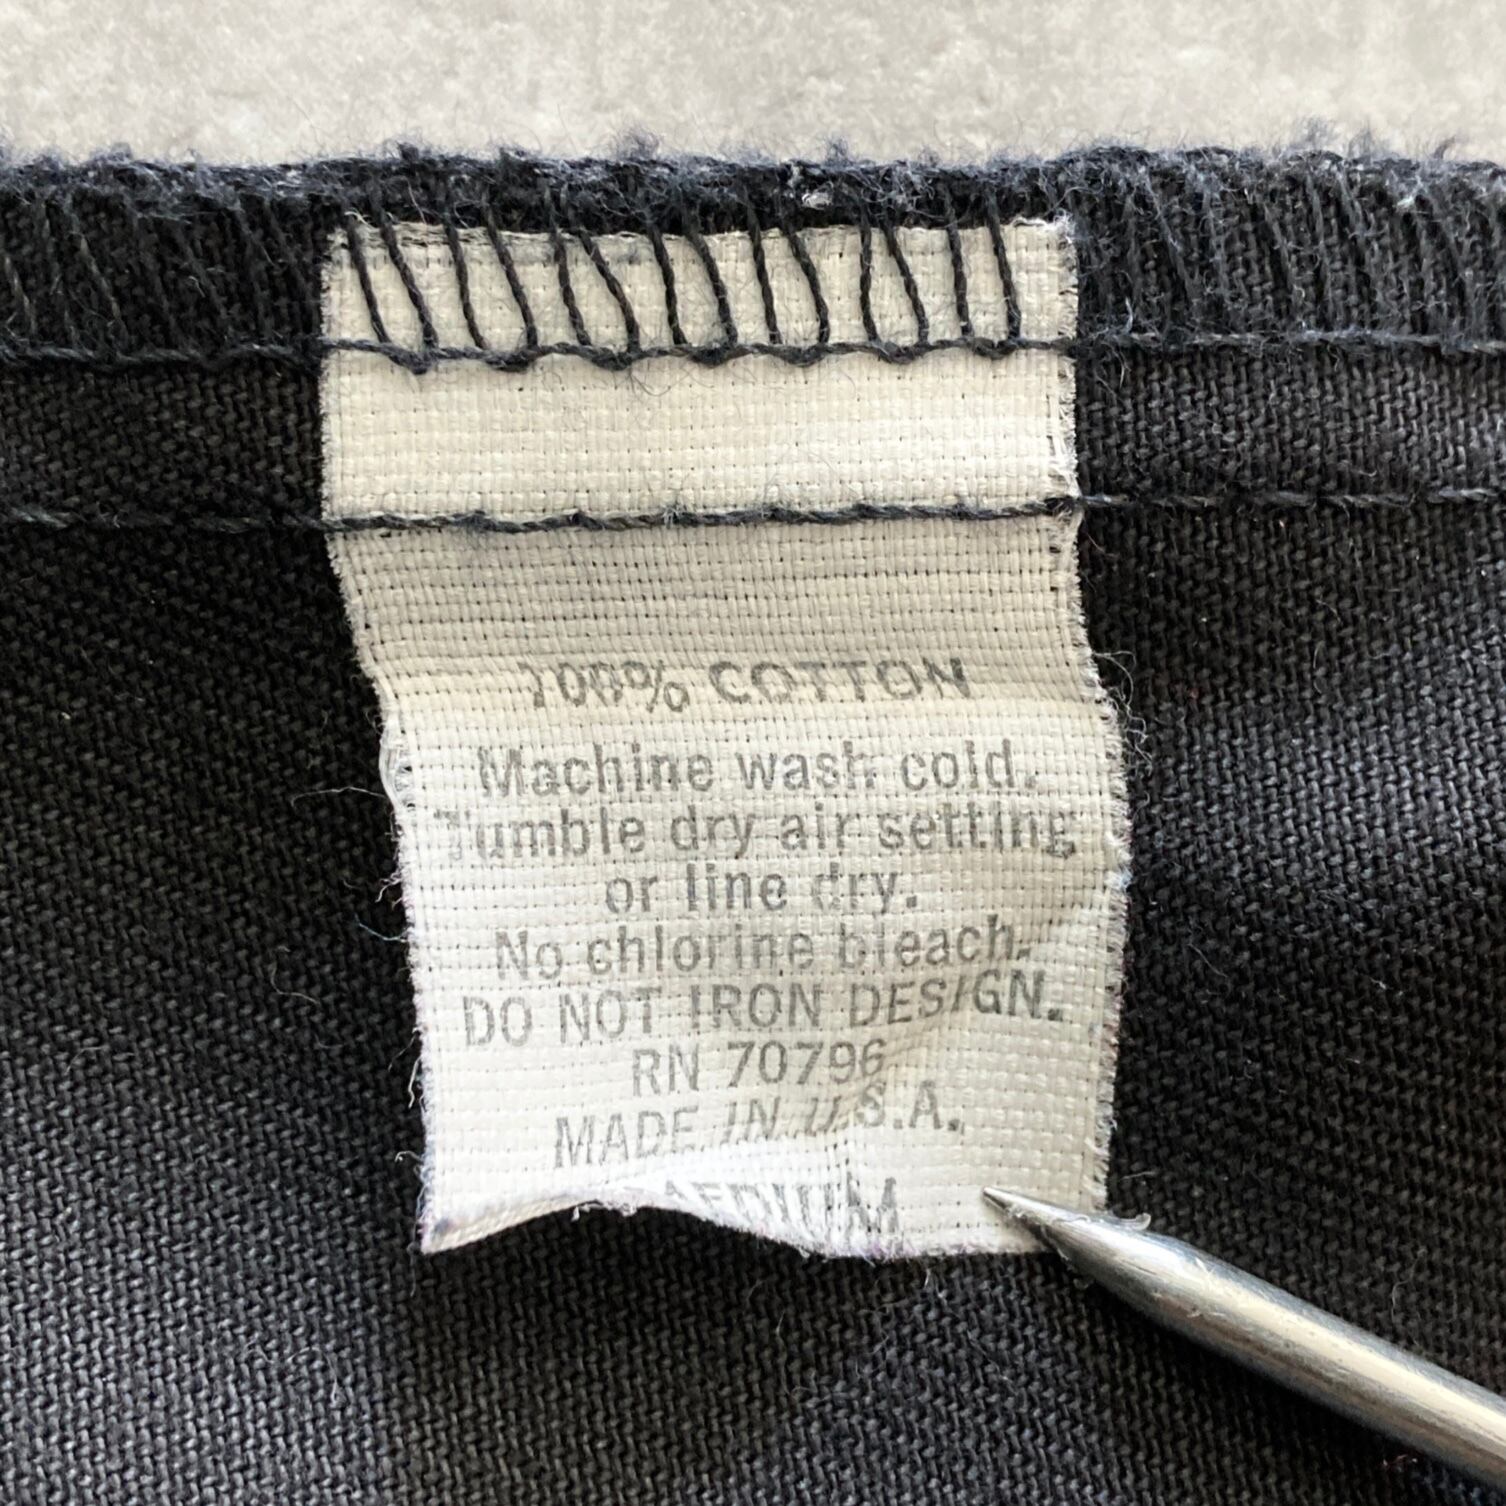 100% COTTON
Machine wash cold.
Tumble dry air setting
or line dry.
No chlorine bleach.
DO NOT IRON DESIGN.
RN 70796
MADE IN U.S.A.
MEDIUM